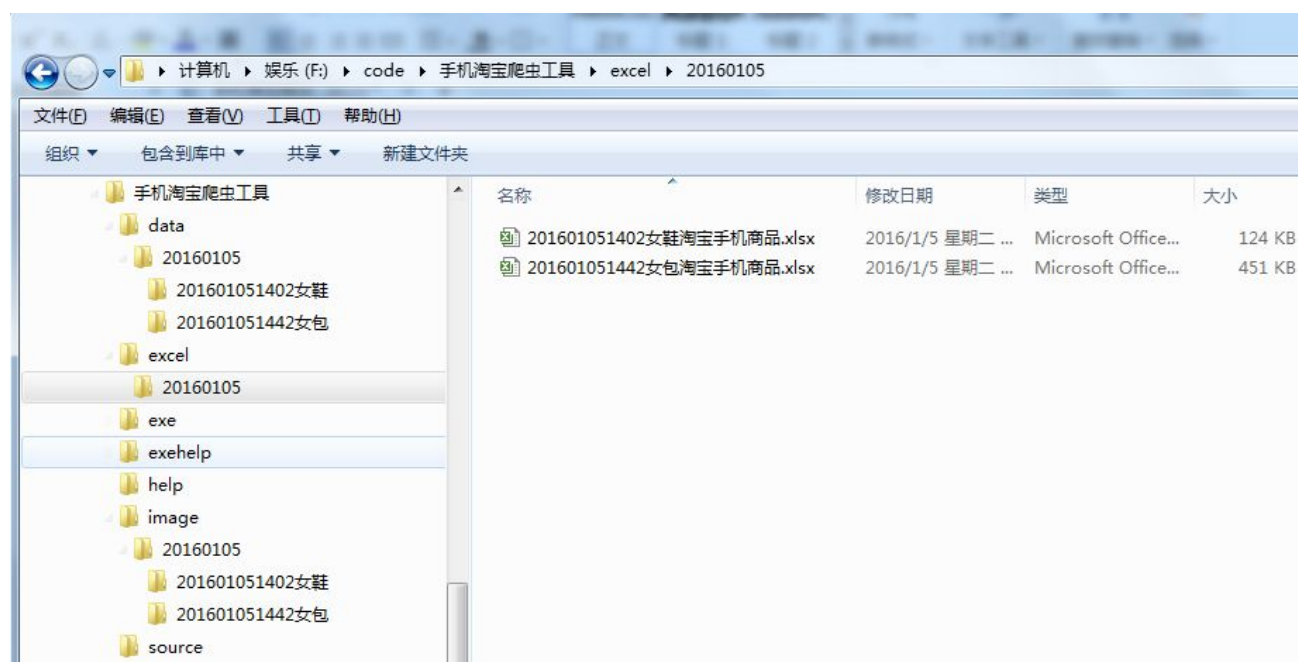 计算机 娱乐 (F:) code 手机淘宝爬虫工具 excel 20160105
文件(F) 编辑(E) 查看(V) 工具(T) 帮助(H)
组织 包含到库中 共享 新建文件夹
手机淘宝爬虫工具
data
20160105
201601051402女鞋
201601051442女包
excel
20160105
exe
exehelp
help
image
20160105
201601051402女鞋
201601051442女包
source
名称 修改日期 类型 大小
201601051402女鞋淘宝手机商品.xlsx 2016/1/5 星期二 ... Microsoft Office... 124 KB
201601051442女包淘宝手机商品.xlsx 2016/1/5 星期二 ... Microsoft Office... 451 KB